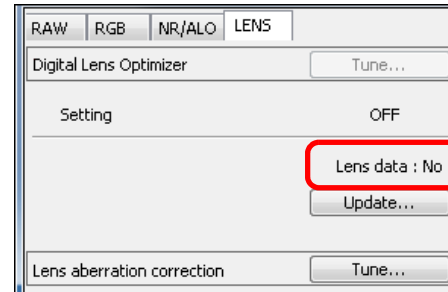 RAW RGB NR/ALO LENS
Digital Lens Optimizer Tune...
Setting OFF
Lens data : No
Update...
Lens aberration correction Tune...